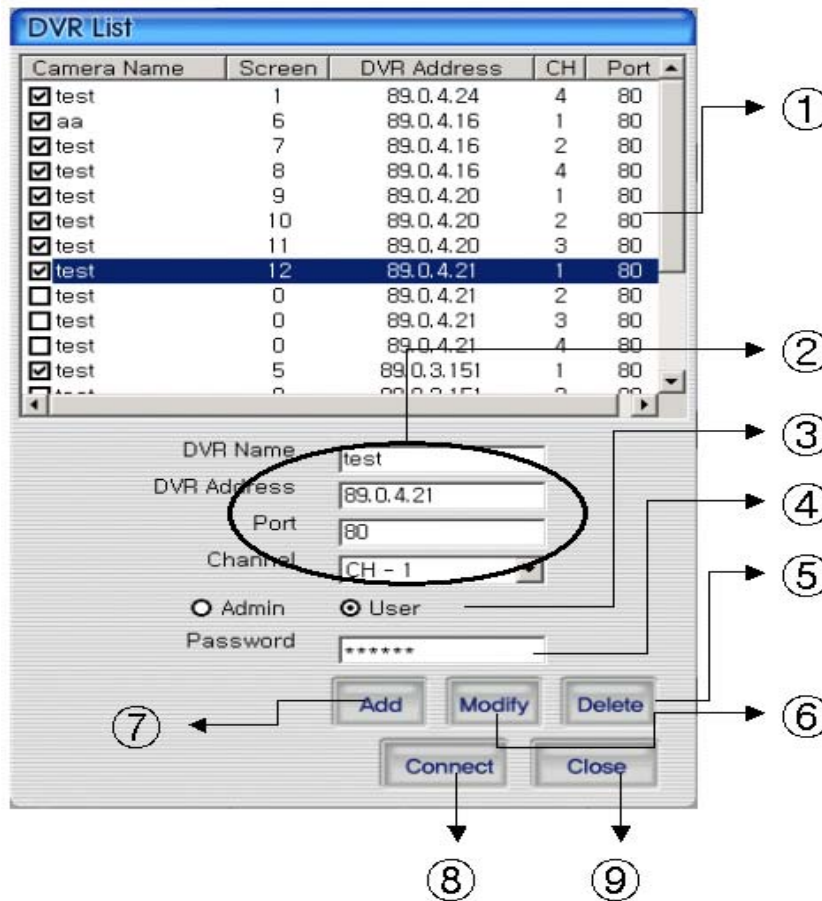 DVR List
Camera Name Screen DVR Address CH Port
test 1 89.0.4.24 4 80
①
aa 6 89.0.4.16 1 80
test 7 89.0.4.16 2 80
test 8 89.0.4.16 4 80
test 9 89.0.4.20 1 80
test 10 89.0.4.20 2 80
test 11 89.0.4.20 3 80
test 12 89.0.4.21 1 80
test 0 89.0.4.21 2 80
test 0 89.0.4.21 3 80
test 0 89.0.4.21 4 80
②
test 5 89.0.3.151 1 80
③
DVR Name test
DVR Address 89.0.4.21
④
Port 80
Channel CH - 1
⑤
Admin User
Password ******
Add Modify Delete
⑥
⑦
Connect Close
⑧ ⑨